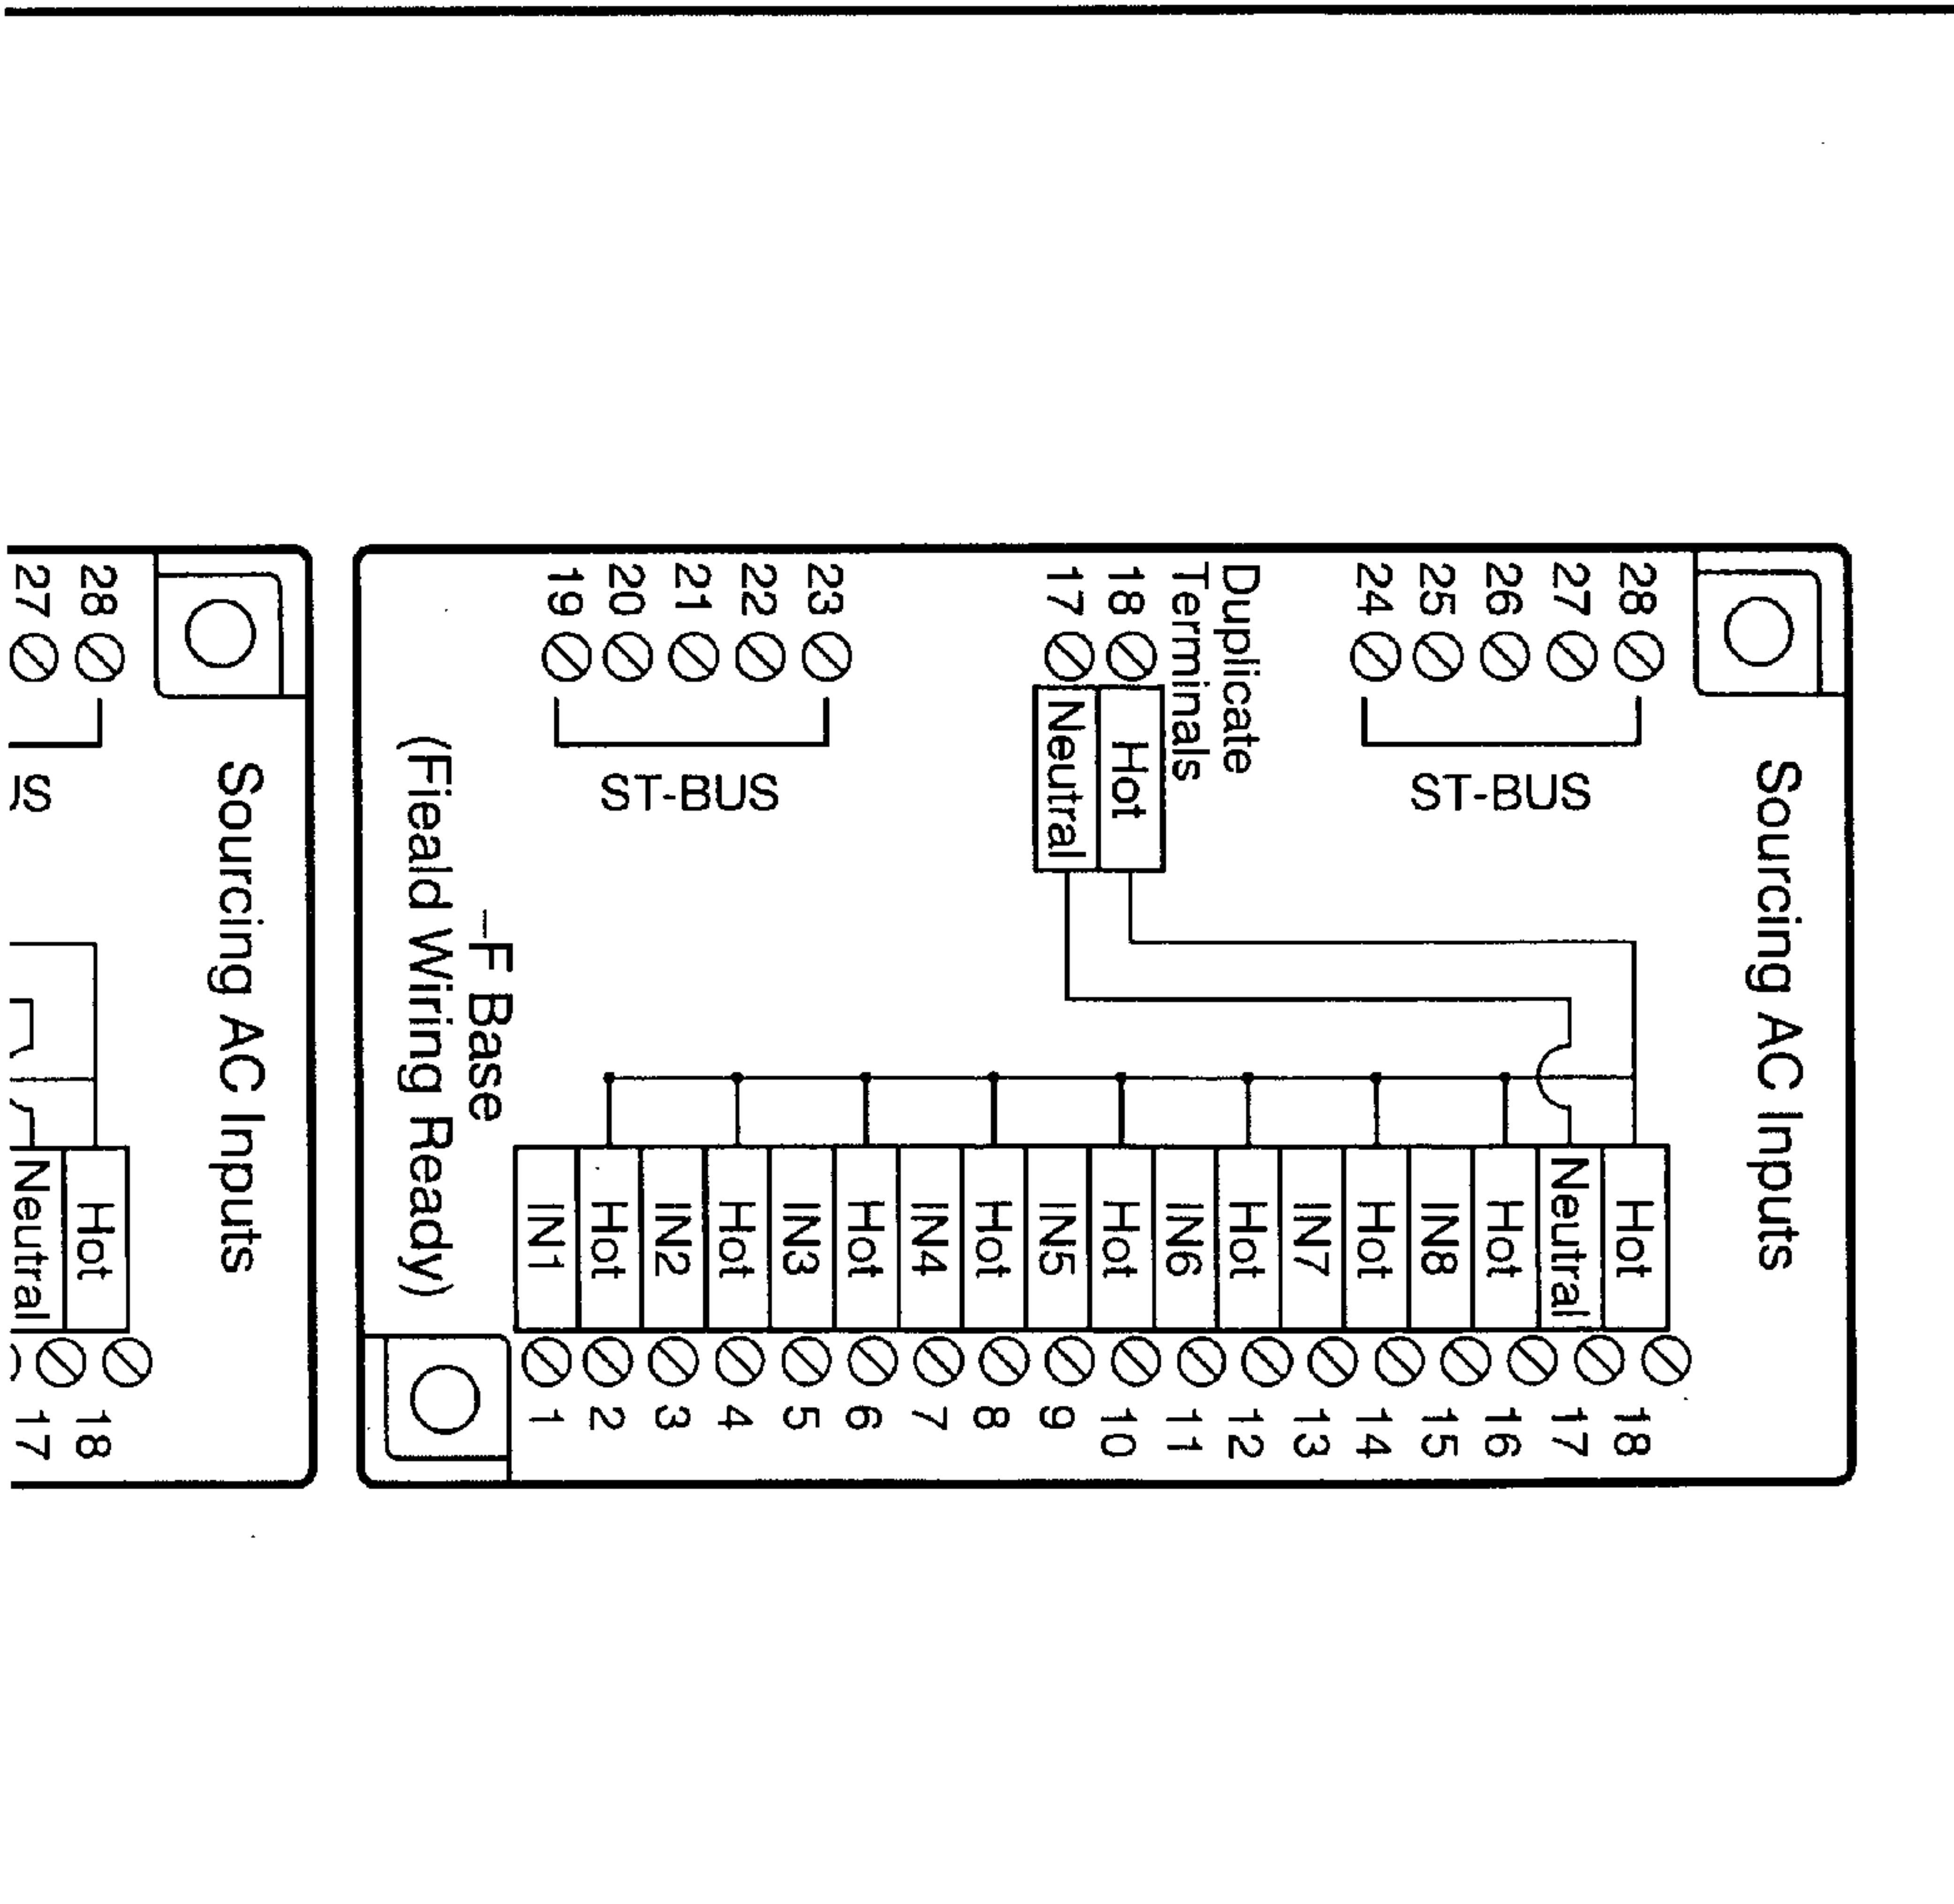 27
28
S
Sourcing AC Inputs
Neutral
Hot
17
18
19
20
21
22
23
17
18
Duplicate
Terminals
24
25
26
27
28
Neutral
Hot
ST-BUS
ST-BUS
Sourcing AC Inputs
-F Base
(Fieald Wiring Ready)
IN1
Hot
IN2
Hot
IN3
Hot
IN4
Hot
IN5
Hot
IN6
Hot
IN7
Hot
IN8
Hot
Neutral
Hot
1
2
3
4
5
6
7
8
9
10
11
12
13
14
15
16
17
18